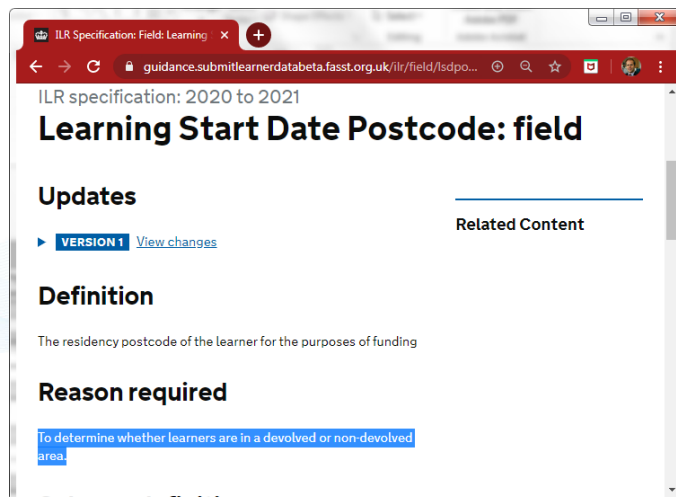 ILR Specification: Field: Learning
guidance.submitlearnerdatabeta.fasst.org.uk/ilr/field/lsdpo...
ILR specification: 2020 to 2021
Learning Start Date Postcode: field
Updates
VERSION 1 View changes
Related Content
Definition
The residency postcode of the learner for the purposes of funding
Reason required
To determine whether learners are in a devolved or non-devolved
area.